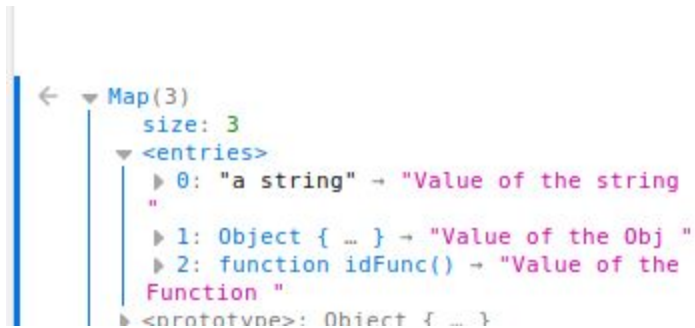 Map(3)
size: 3
<entries>
0: "a string" → "Value of the string
"
1: Object { … } → "Value of the Obj "
2: function idFunc() → "Value of the
Function "
<prototype>: Object { … }